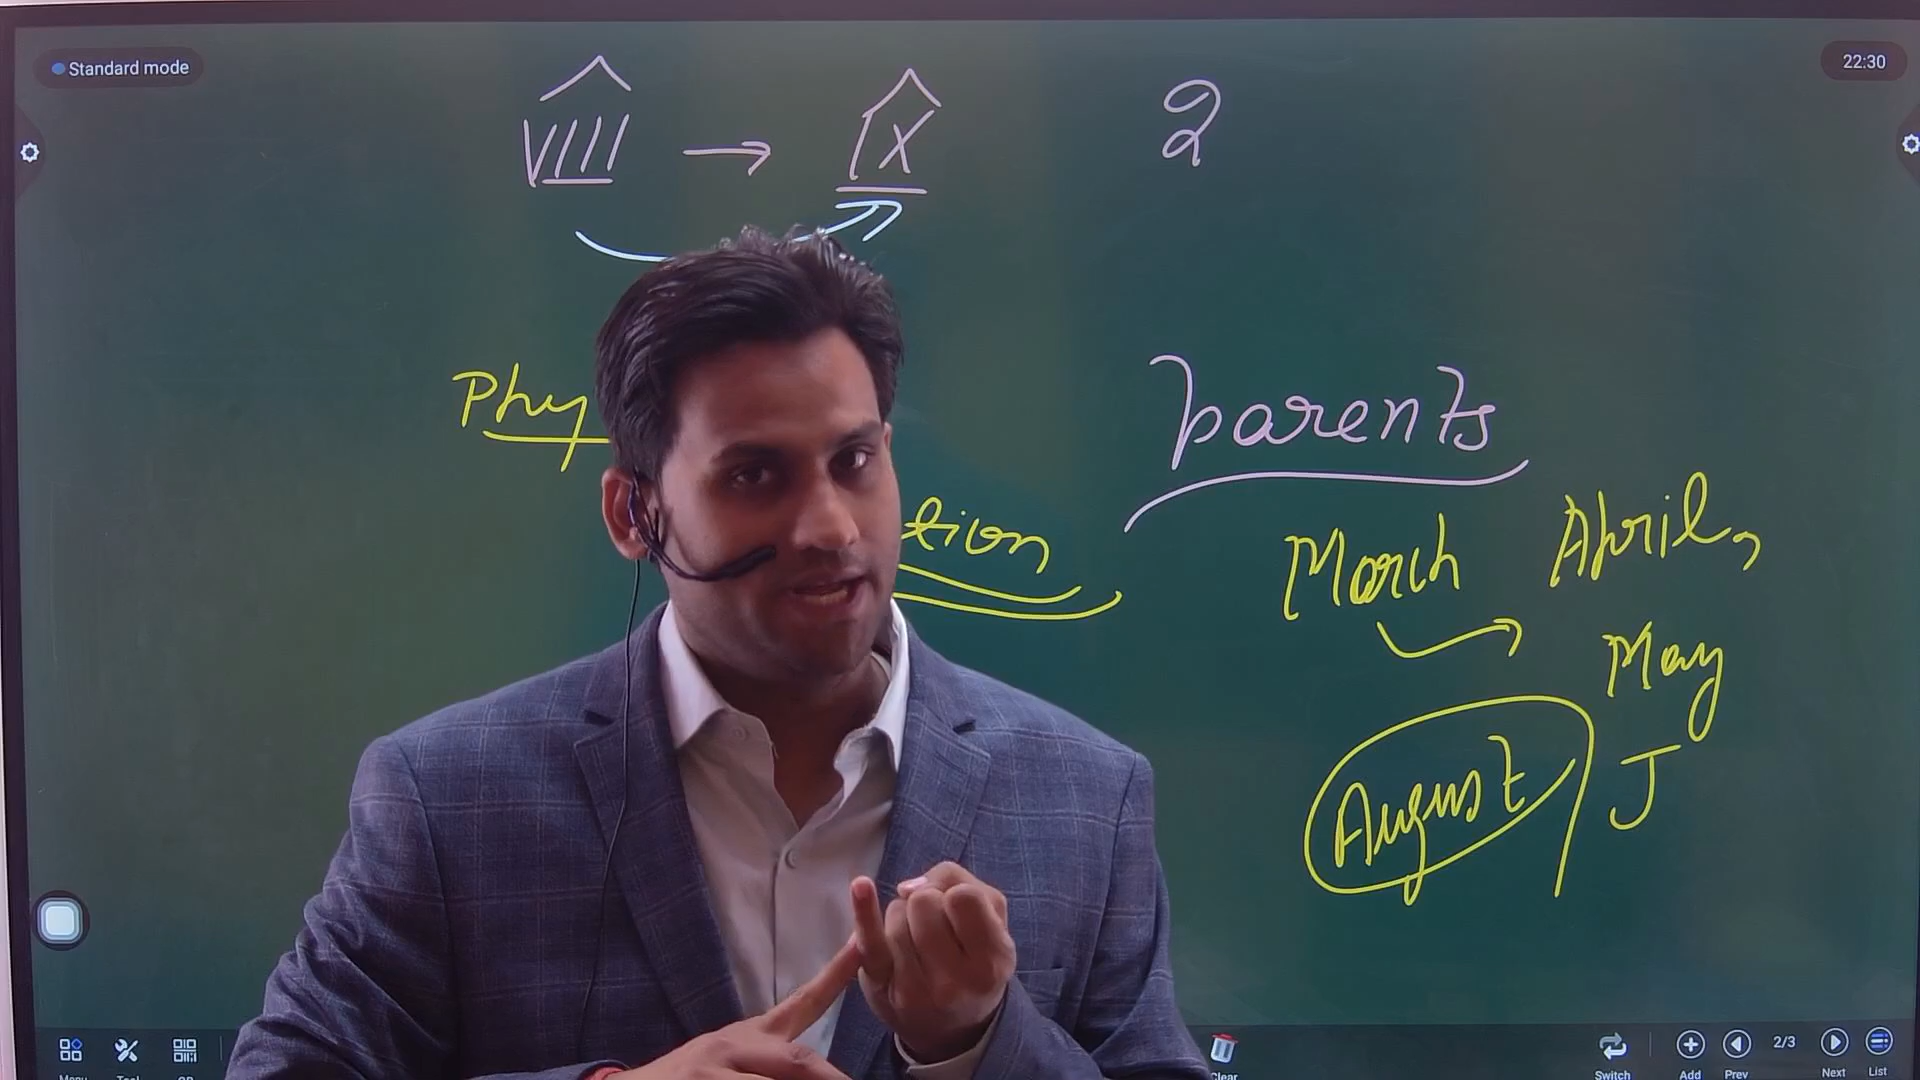 Standard mode
22:30
VIII → IX
2
Phy
parents
tion
March April,
May
August
J
Switch
Add
Prev
2/3
Next
List